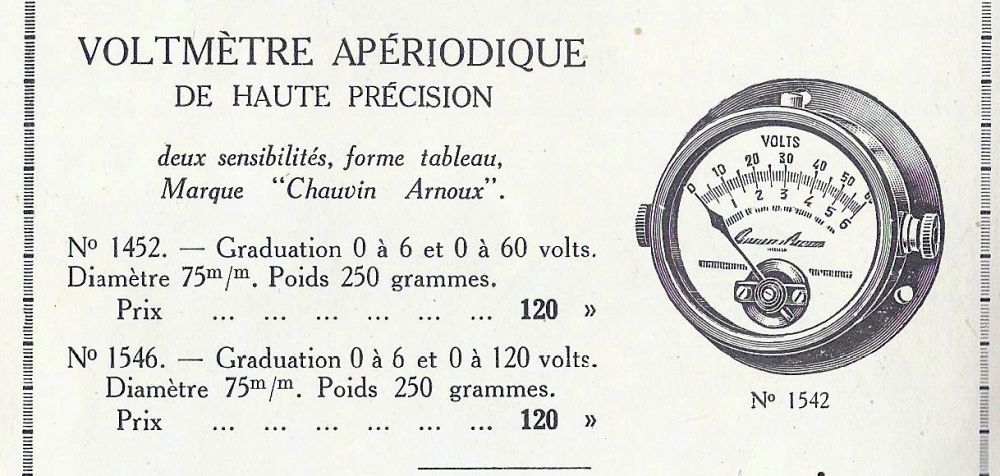 VOLTMÈTRE APÉRIODIQUE
DE HAUTE PRÉCISION
deux sensibilités, forme tableau,
Marque "Chauvin Arnoux".
Nº 1452. — Graduation 0 à 6 et 0 à 60 volts.
Diamètre 75m/m. Poids 250 grammes.
Prix ... ... ... ... ... ... 120 »
Nº 1546. — Graduation 0 à 6 et 0 à 120 volts.
Diamètre 75m/m. Poids 250 grammes.
Prix ... ... ... ... ... ... 120 »
VOLTS
0 10 20 30 40 50
1 2 3 4 5 6
Nº 1542